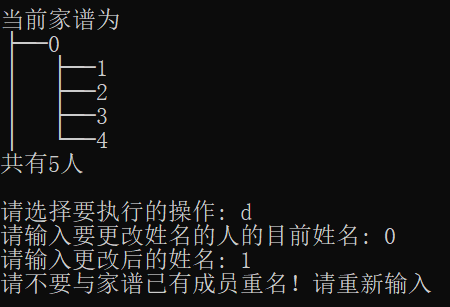 当前家谱为
├──0
│   ├──1
│   ├──2
│   ├──3
│   └──4
共有5人
请选择要执行的操作: d
请输入要更改姓名的人的目前姓名: 0
请输入更改后的姓名: 1
请不要与家谱已有成员重名! 请重新输入